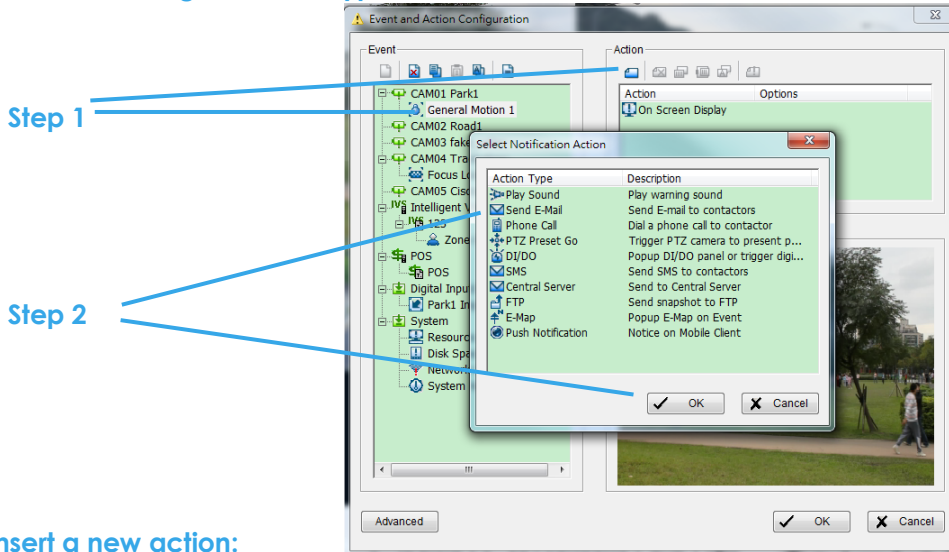 Event and Action Configuration
Event
Action
Step 1
CAM01 Park1
General Motion 1
CAM02 Road1
CAM03 fake
CAM04 Tra
Focus Lo
CAM05 Cisc
Intelligent V
123
Zone
POS
POS
Digital Inpu
Park1 In
System
Resourc
Disk Spa
Network
System
Action Options
On Screen Display
Select Notification Action
Action Type Description
Play Sound Play warning sound
Send E-Mail Send E-mail to contactors
Phone Call Dial a phone call to contactor
PTZ Preset Go Trigger PTZ camera to present p...
DI/DO Popup DI/DO panel or trigger digi...
SMS Send SMS to contactors
Central Server Send to Central Server
FTP Send snapshot to FTP
E-Map Popup E-Map on Event
Push Notification Notice on Mobile Client
OK Cancel
Step 2
Advanced
OK Cancel
nsert a new action: